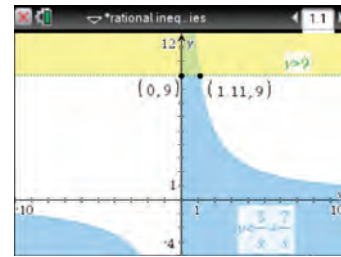 *rational ineq...ies 1.1
12 y
y>9
(0,9) (1.11,9)
1
-10 1 10
-4